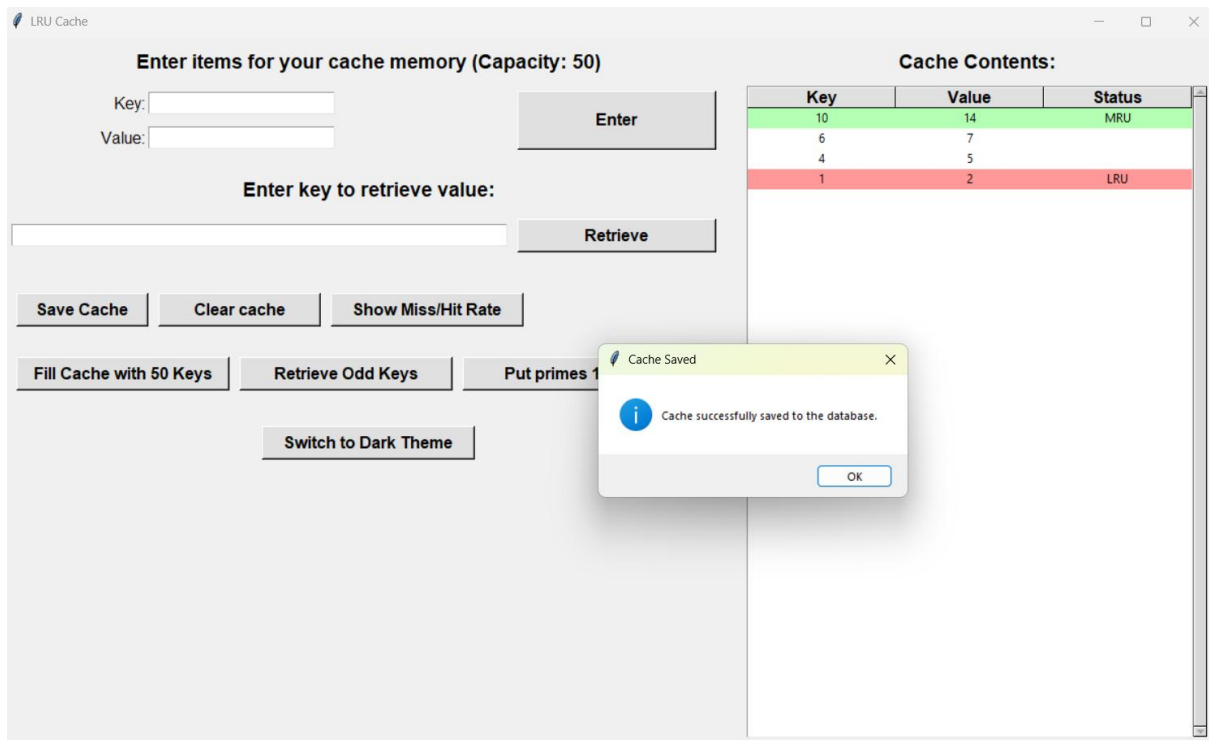 LRU Cache
Enter items for your cache memory (Capacity: 50)
Key:
Value:
Enter
Enter key to retrieve value:
Retrieve
Save Cache
Clear cache
Show Miss/Hit Rate
Fill Cache with 50 Keys
Retrieve Odd Keys
Put primes 1
Switch to Dark Theme
Cache Contents:
Key Value Status
10 14 MRU
6 7
4 5
1 2 LRU
Cache Saved
Cache successfully saved to the database.
OK